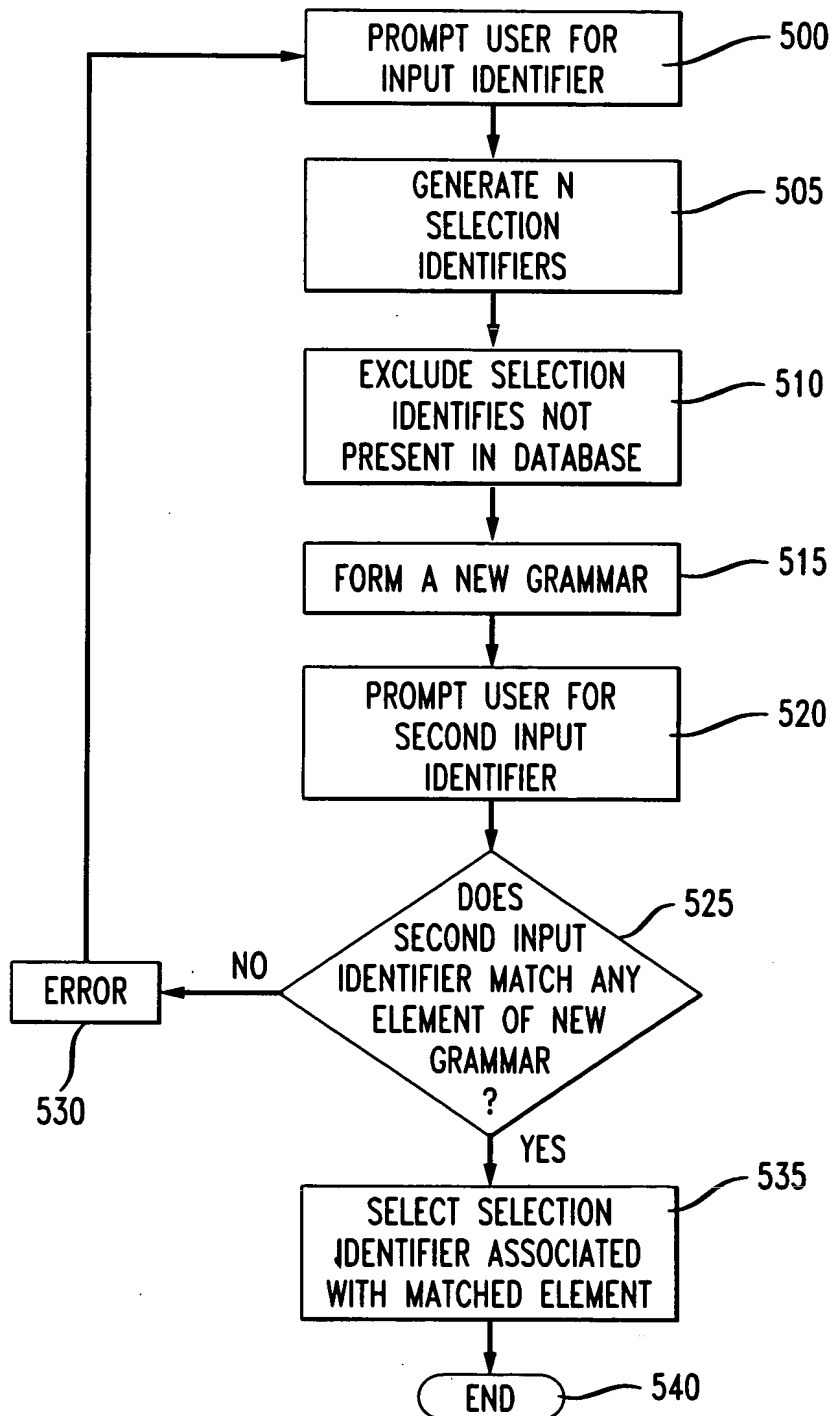 PROMPT USER FOR
INPUT IDENTIFIER
500
GENERATE N
SELECTION
IDENTIFIERS
505
EXCLUDE SELECTION
IDENTIFIES NOT
PRESENT IN DATABASE
510
FORM A NEW GRAMMAR
515
PROMPT USER FOR
SECOND INPUT
IDENTIFIER
520
DOES
SECOND INPUT
IDENTIFIER MATCH ANY
ELEMENT OF NEW
GRAMMAR
?
525
NO
ERROR
530
YES
SELECT SELECTION
IDENTIFIER ASSOCIATED
WITH MATCHED ELEMENT
535
END
540